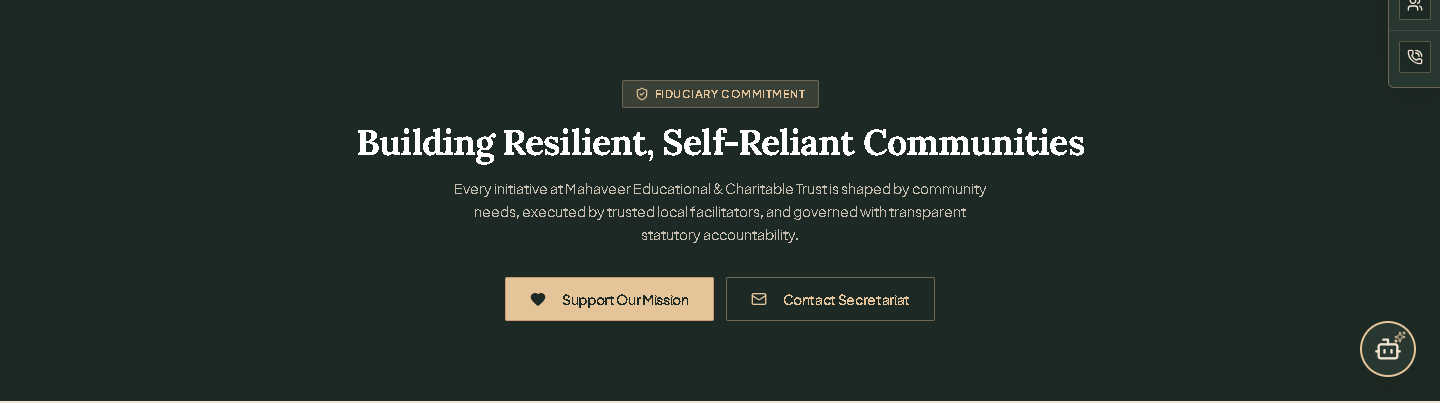 FIDUCIARY COMMITMENT
Building Resilient, Self-Reliant Communities
Every initiative at Mahaveer Educational & Charitable Trust is shaped by community
needs, executed by trusted local facilitators, and governed with transparent
statutory accountability.
Support Our Mission
Contact Secretariat